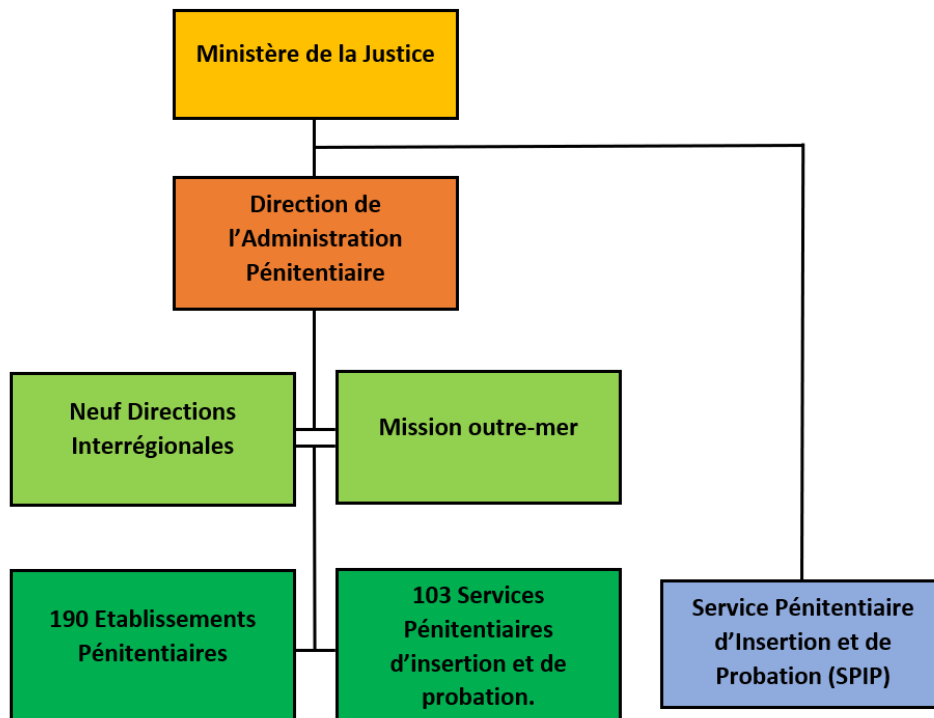 Ministère de la Justice
Direction de
l’Administration
Pénitentiaire
Neuf Directions
Interrégionales
Mission outre-mer
190 Etablissements
Pénitentiaires
103 Services
Pénitentiaires
d’insertion et de
probation.
Service Pénitentiaire
d’Insertion et de
Probation (SPIP)